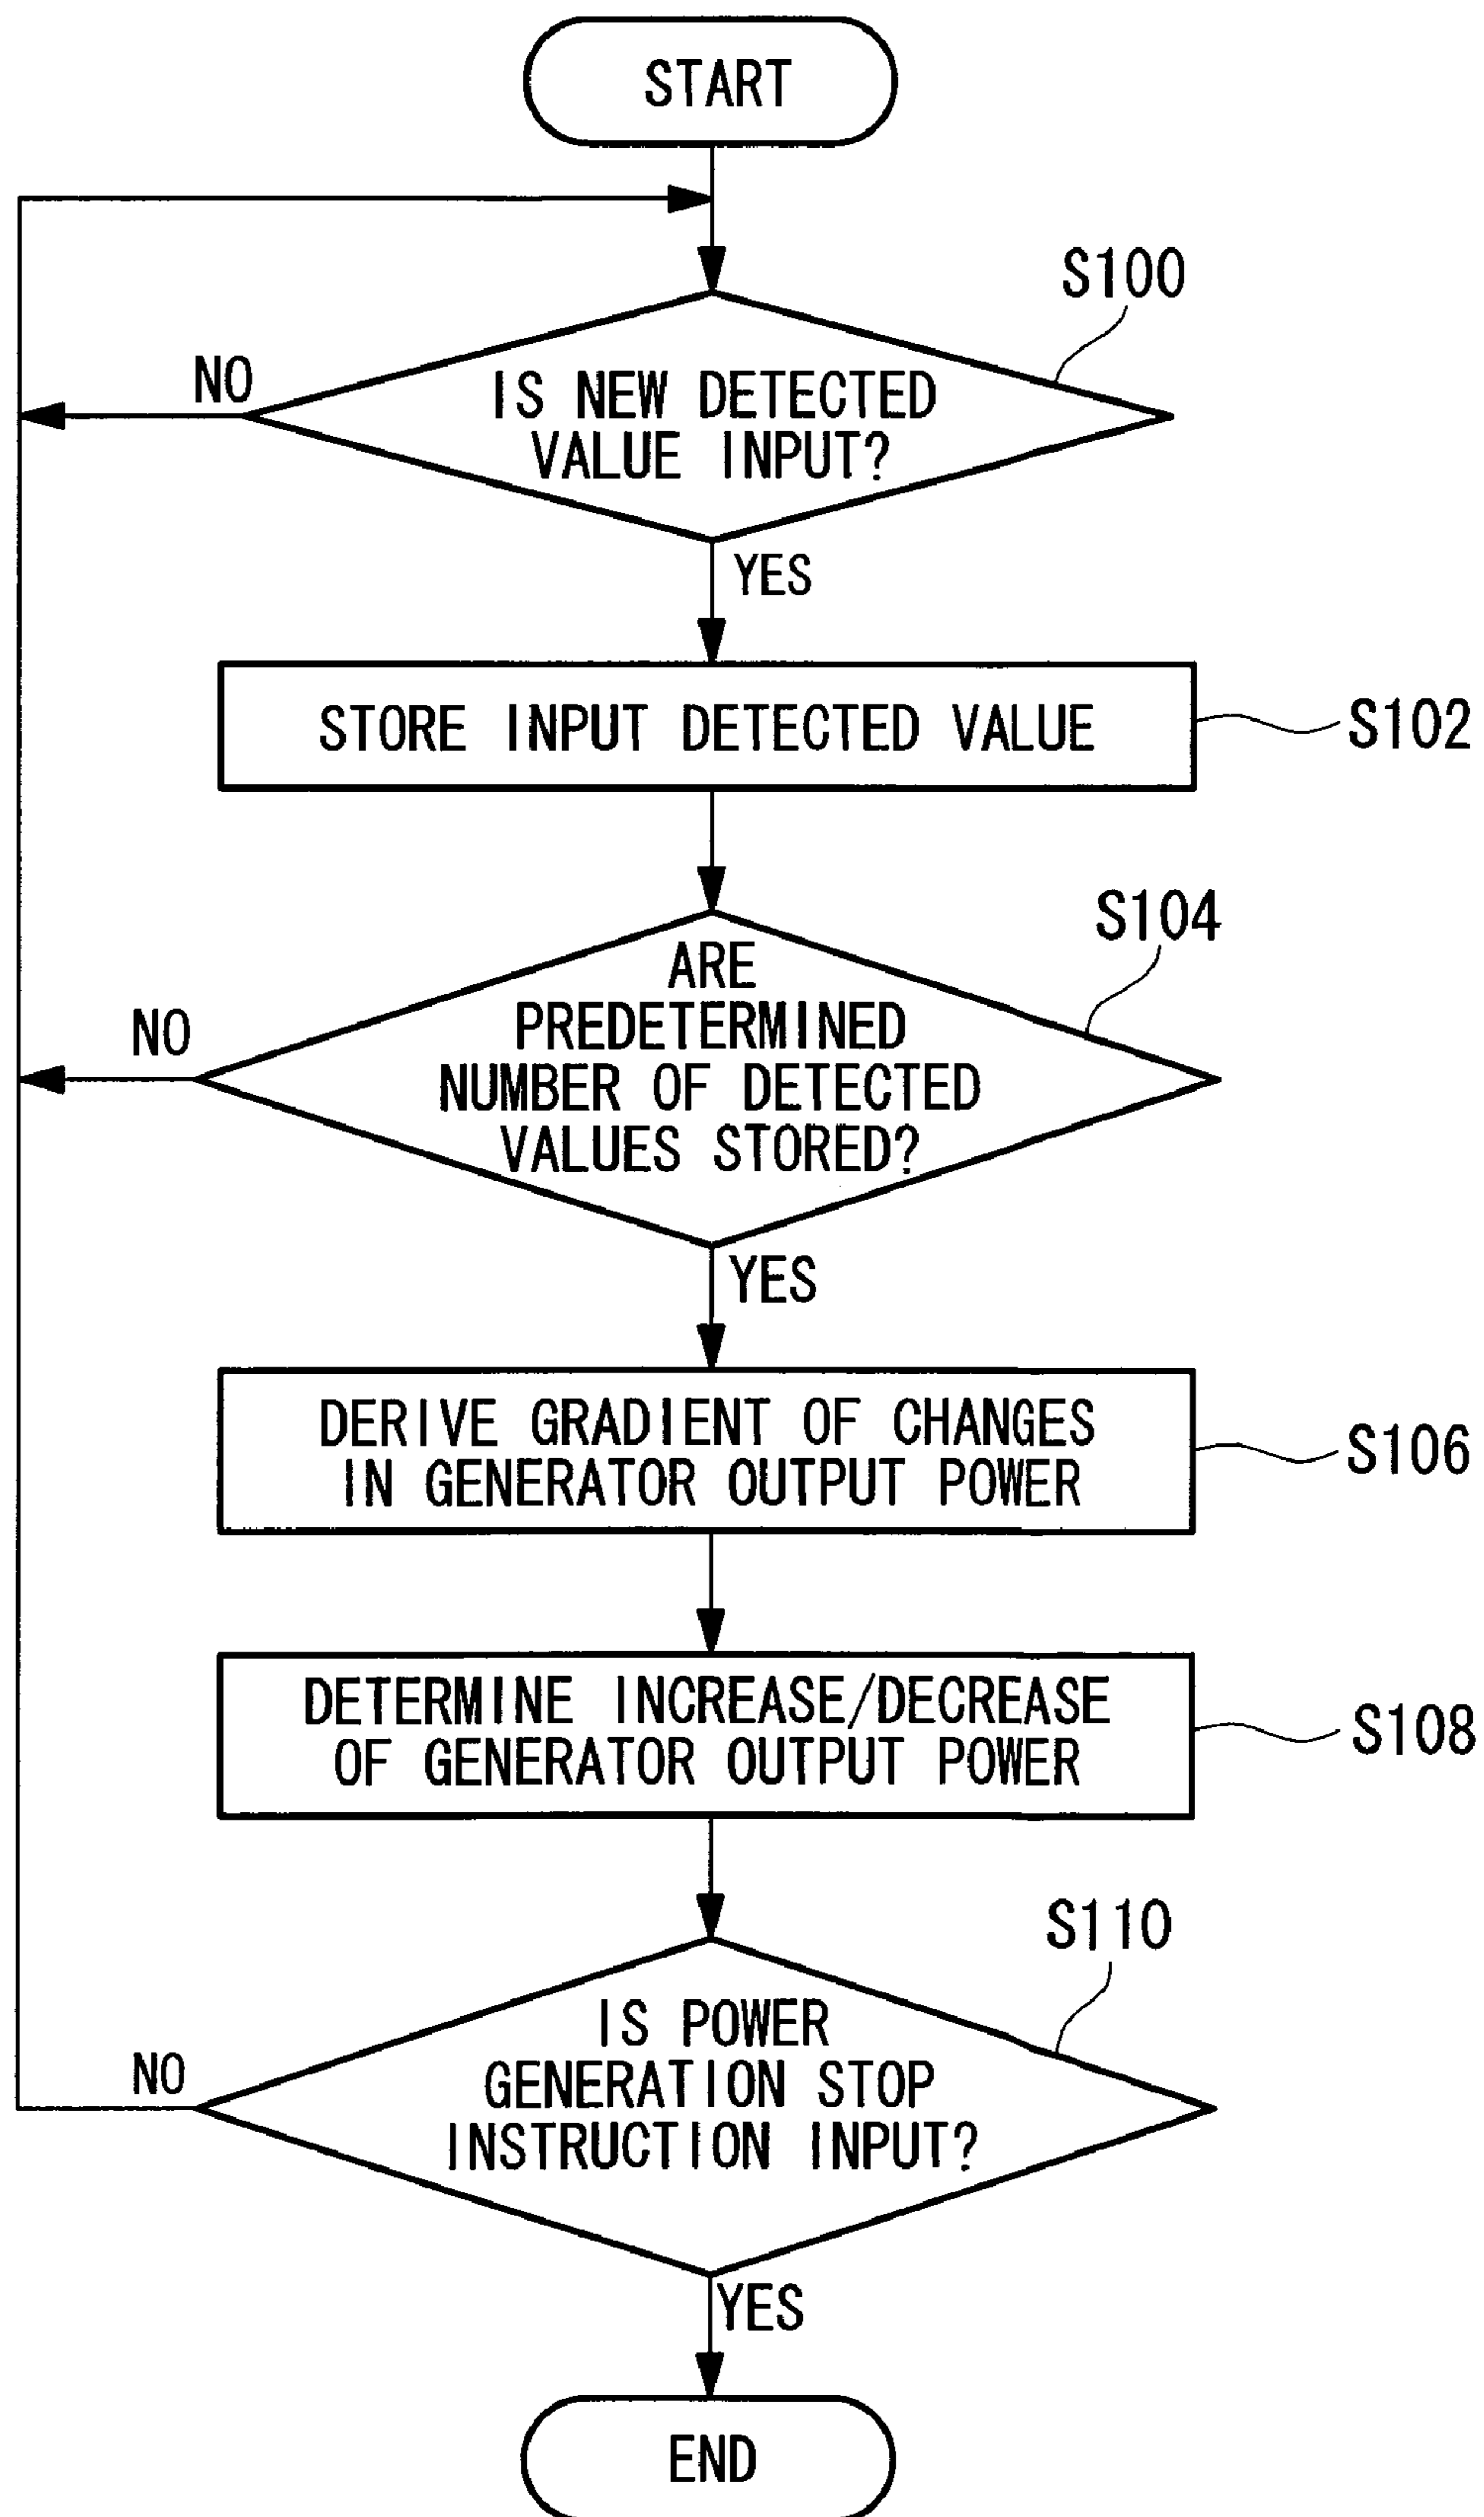 START
S100
NO
IS NEW DETECTED
VALUE INPUT?
YES
STORE INPUT DETECTED VALUE
S102
S104
ARE
PREDETERMINED
NUMBER OF DETECTED
VALUES STORED?
NO
YES
DERIVE GRADIENT OF CHANGES
IN GENERATOR OUTPUT POWER
S106
DETERMINE INCREASE/DECREASE
OF GENERATOR OUTPUT POWER
S108
S110
IS POWER
GENERATION STOP
INSTRUCTION INPUT?
NO
YES
END